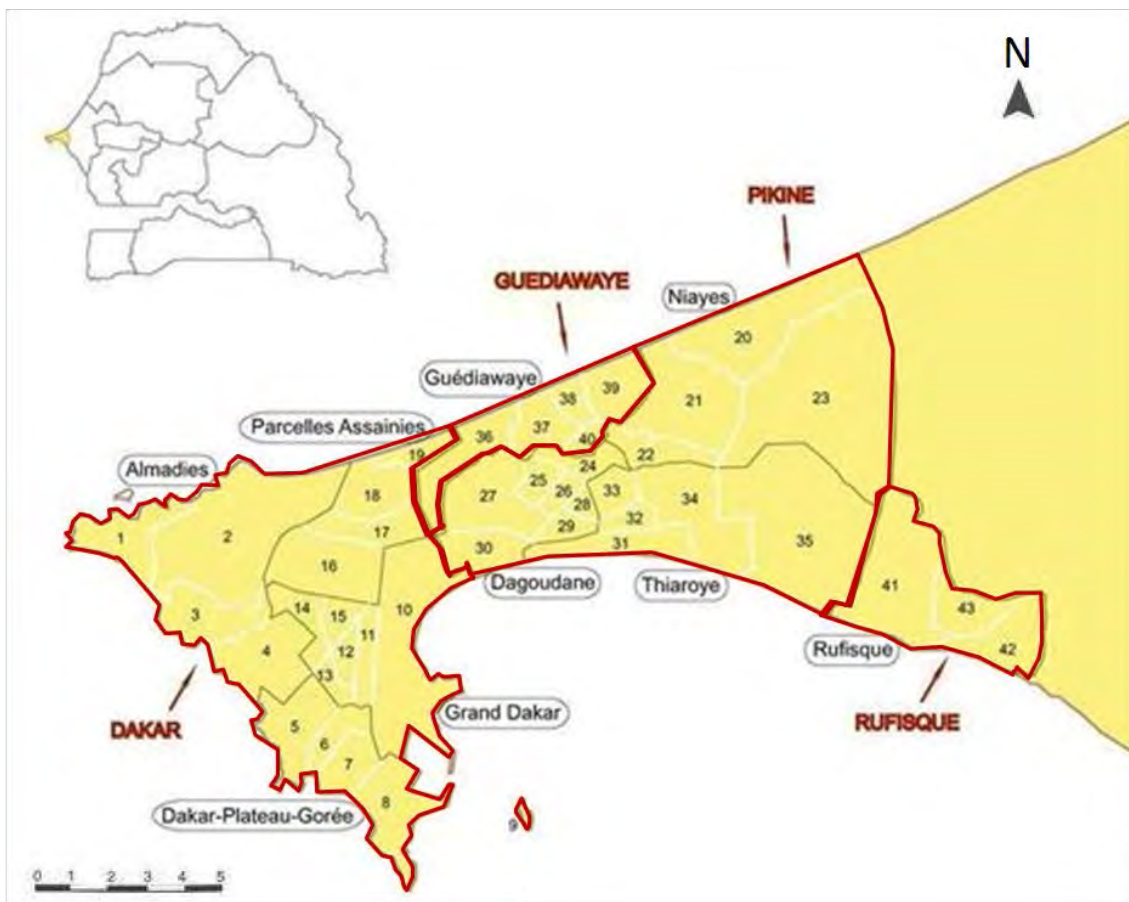 N
PIKINE
GUEDIAWAYE
Niayes
20
Guédiawaye
38
39
21
23
Parcelles Assainies
36
37
40
19
22
Almadies
24
18
25
27
26
33
34
28
1
2
17
29
32
35
30
31
16
Dagoudane
Thiaroye
41
14
15
10
43
3
11
4
12
Rufisque
42
13
DAKAR
Grand Dakar
RUFISQUE
5
6
7
Dakar-Plateau-Gorée
8
9
0 1 2 3 4 5